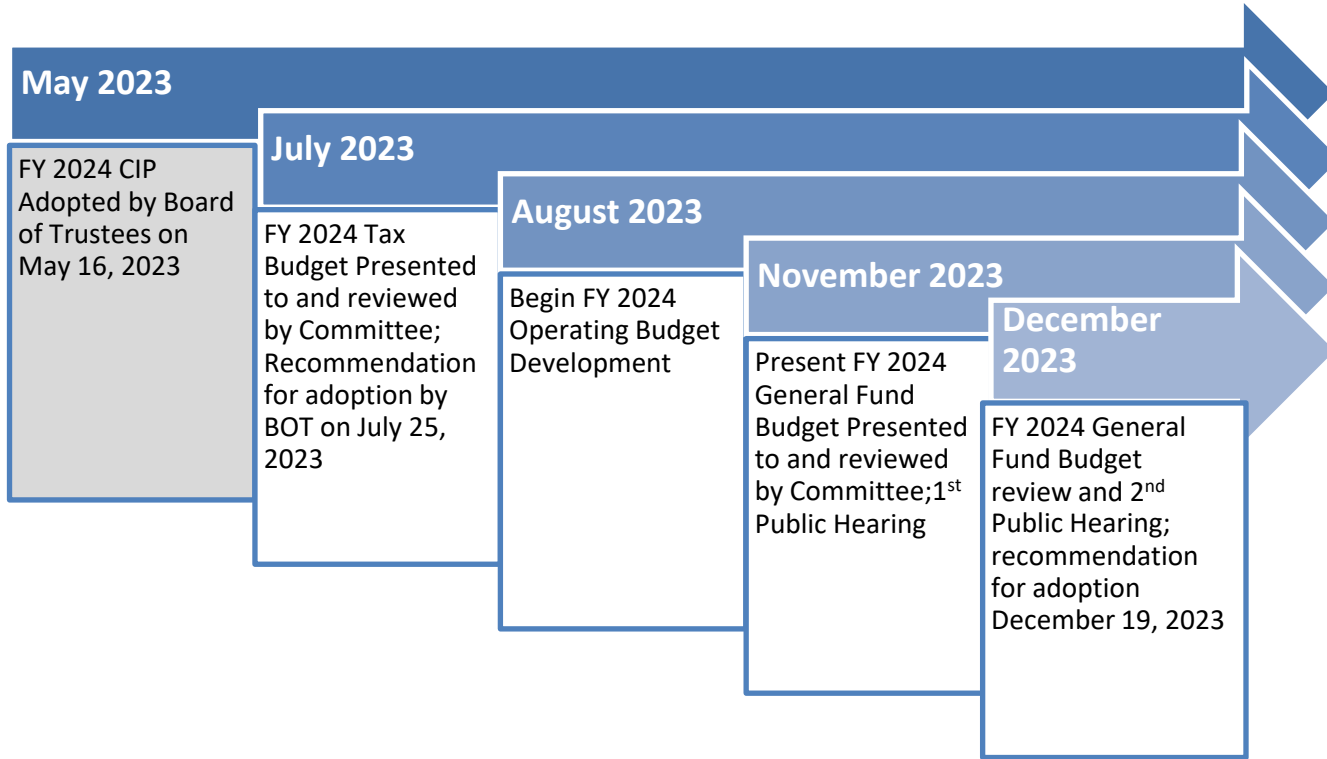 May 2023
FY 2024 CIP
Adopted by Board
of Trustees on
May 16, 2023
July 2023
FY 2024 Tax
Budget Presented
to and reviewed
by Committee;
Recommendation
for adoption by
BOT on July 25,
2023
August 2023
Begin FY 2024
Operating Budget
Development
November 2023
Present FY 2024
General Fund
Budget Presented
to and reviewed
by Committee;1st
Public Hearing
December
2023
FY 2024 General
Fund Budget
review and 2nd
Public Hearing;
recommendation
for adoption
December 19, 2023